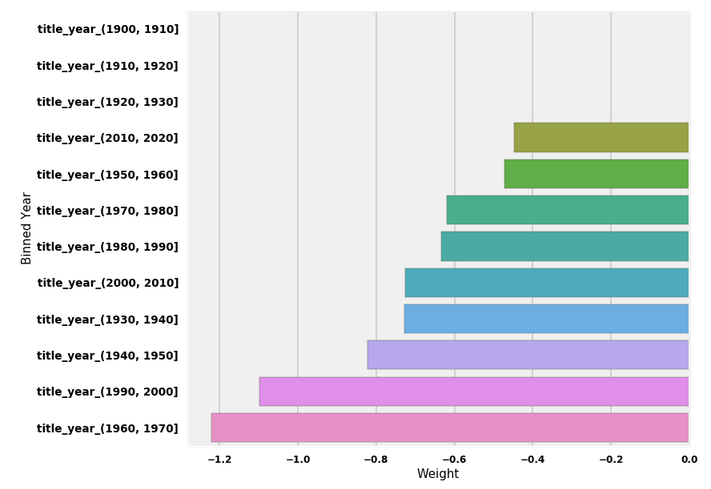 title_year_(1900, 1910]
title_year_(1910, 1920]
title_year_(1920, 1930]
title_year_(2010, 2020]
title_year_(1950, 1960]
title_year_(1970, 1980]
title_year_(1980, 1990]
title_year_(2000, 2010]
title_year_(1930, 1940]
title_year_(1940, 1950]
title_year_(1990, 2000]
title_year_(1960, 1970]
Binned Year
−1.2 −1.0 −0.8 −0.6 −0.4 −0.2 0.0
Weight